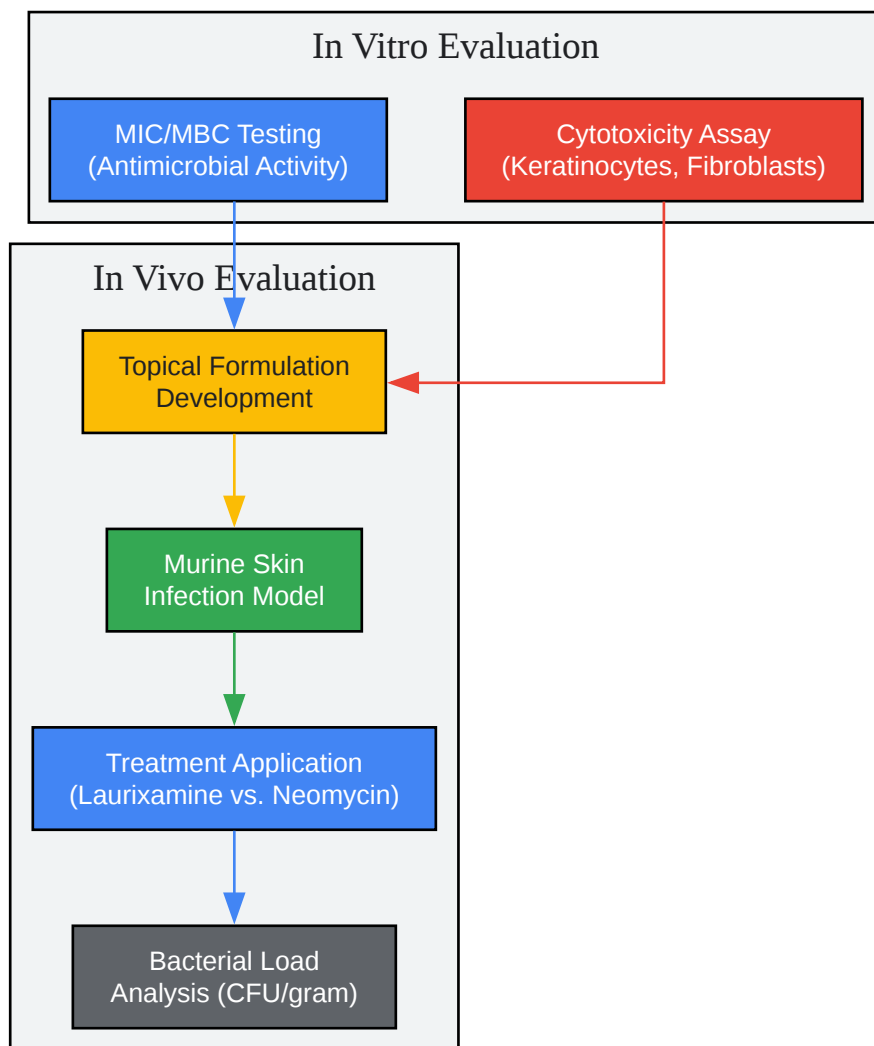 In Vitro Evaluation
MIC/MBC Testing
(Antimicrobial Activity)
Cytotoxicity Assay
(Keratinocytes, Fibroblasts)
In Vivo Evaluation
Topical Formulation
Development
Murine Skin
Infection Model
Treatment Application
(Laurixamine vs. Neomycin)
Bacterial Load
Analysis (CFU/gram)